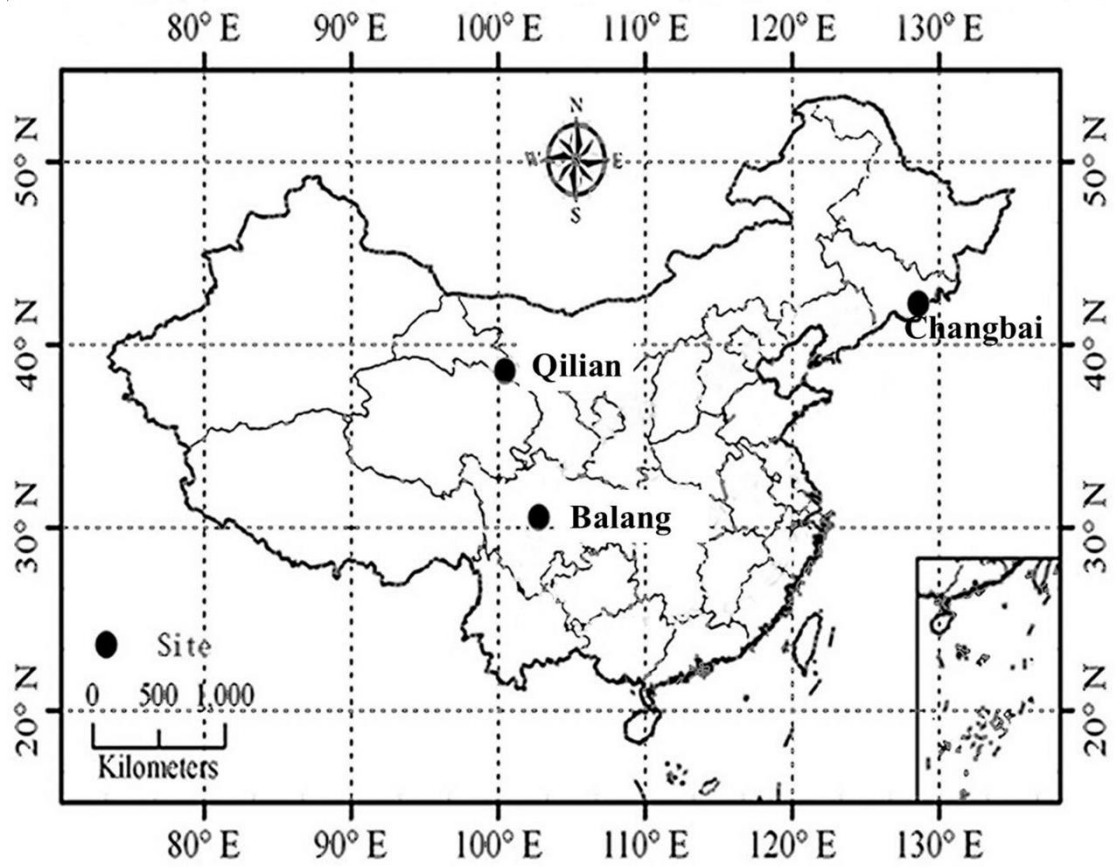 80° E 90° E 100° E 110° E 120° E 130° E
N
W E
S
50° N 50° N
40° N 40° N
Changbai
Qilian
Balang
30° N 30° N
Site
0 500 1,000
Kilometers
20° N 20° N
80° E 90° E 100° E 110° E 120° E 130° E